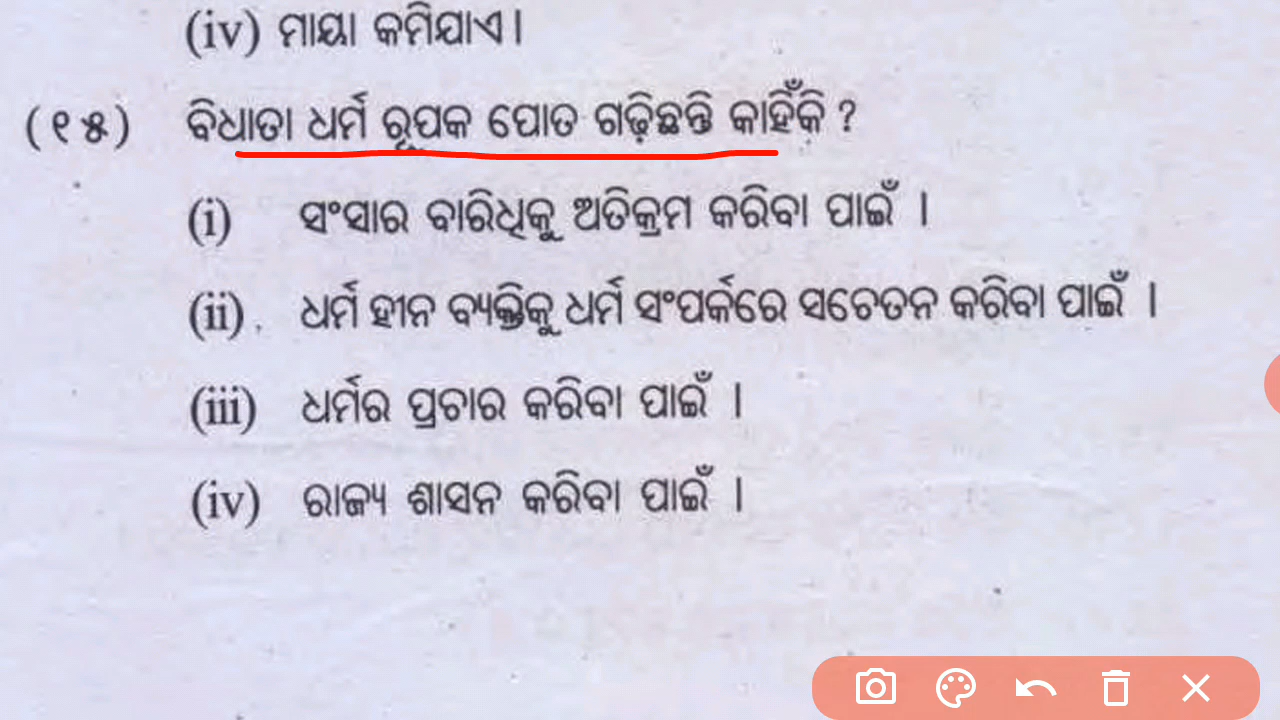 (iv) ମାୟା କମିଯାଏ।
(୧୫) ବିଧାତା ଧର୍ମ ରୂପକ ପୋତ ଗଢ଼ିଛନ୍ତି କାହିଁକି ?
(i) ସଂସାର ବାରିଧିକୁ ଅତିକ୍ରମ କରିବା ପାଇଁ ।
(ii) ଧର୍ମ ହୀନ ବ୍ୟକ୍ତିକୁ ଧର୍ମ ସଂପର୍କରେ ସଚେତନ କରିବା ପାଇଁ ।
(iii) ଧର୍ମର ପ୍ରଚାର କରିବା ପାଇଁ ।
(iv) ରାଜ୍ୟ ଶାସନ କରିବା ପାଇଁ ।